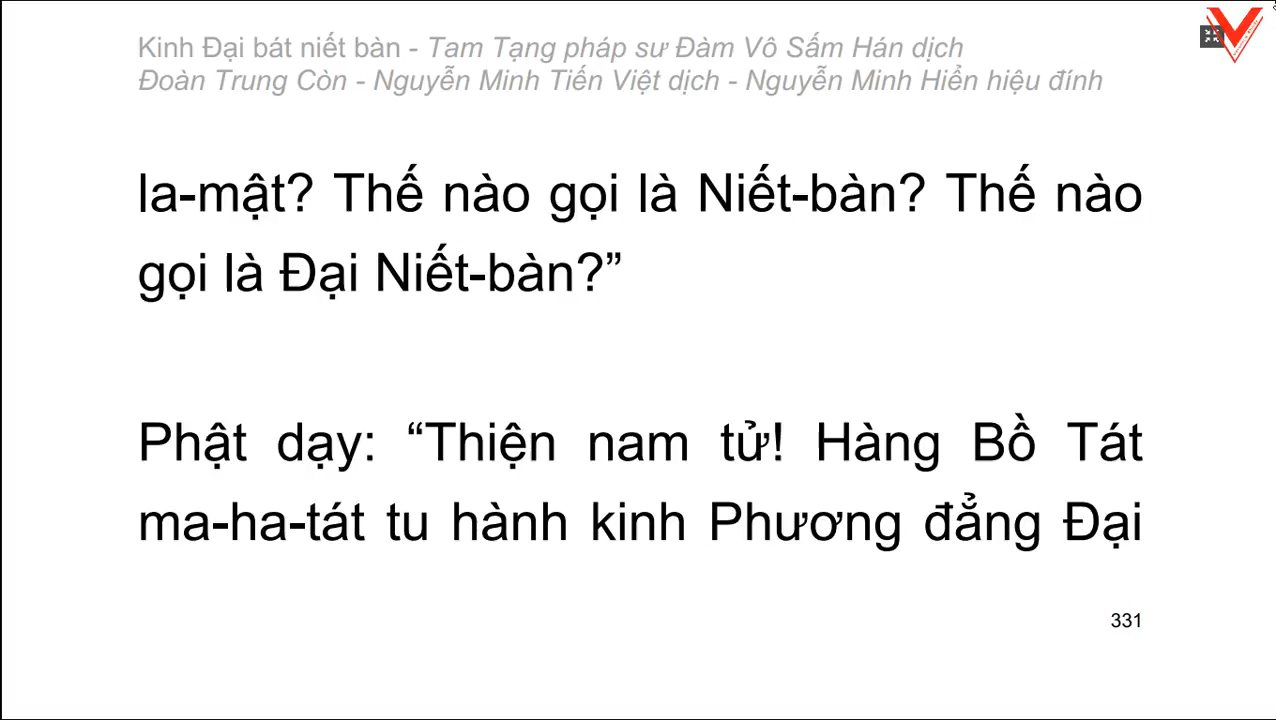 Kinh Đại bát niết bàn - Tam Tạng pháp sư Đàm Vô Sấm Hán dịch
Đoàn Trung Còn - Nguyễn Minh Tiến Việt dịch - Nguyễn Minh Hiển hiệu đính
la-mật? Thế nào gọi là Niết-bàn? Thế nào
gọi là Đại Niết-bàn?”
Phật dạy: “Thiện nam tử! Hàng Bồ Tát
ma-ha-tát tu hành kinh Phương đẳng Đại
331